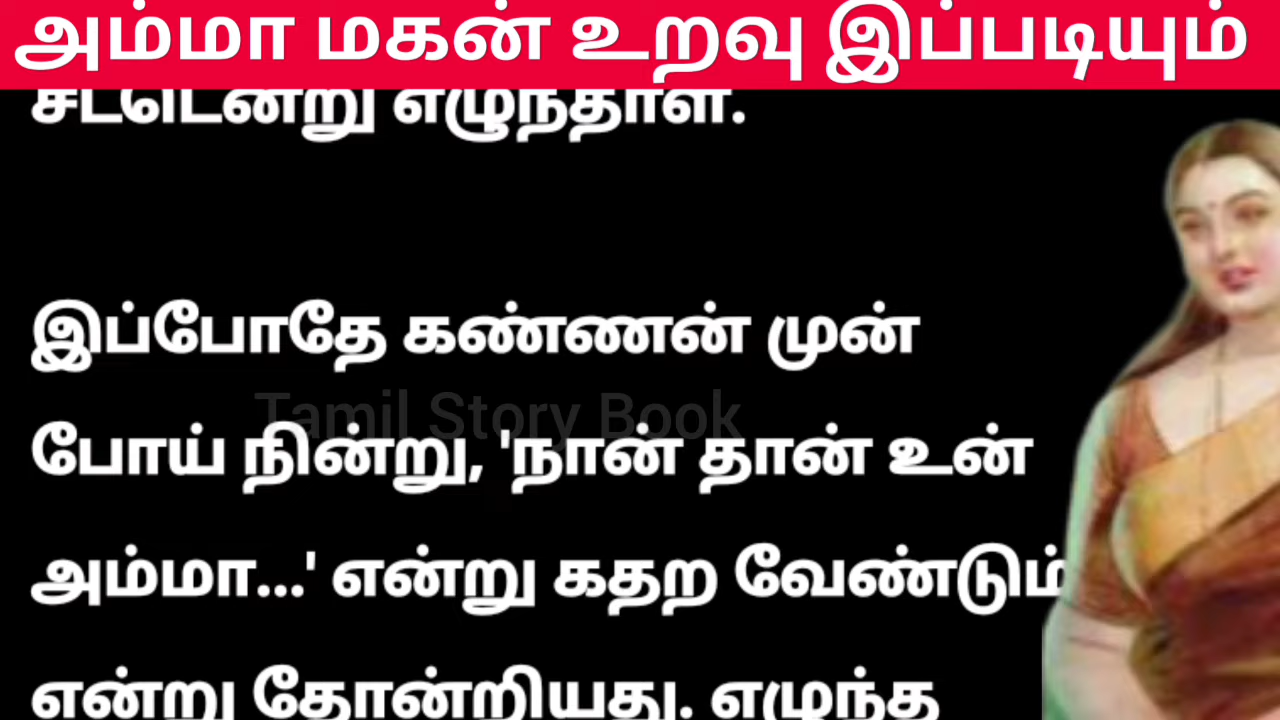 அம்மா மகன் உறவு இப்படியும்
சட்டென்று எழுந்தாள்.
இப்போதே கண்ணன் முன்
போய் நின்று, 'நான் தான் உன்
Tamil Story Book
அம்மா...' என்று கதற வேண்டும்
என்று தோன்றியது. எழுந்த